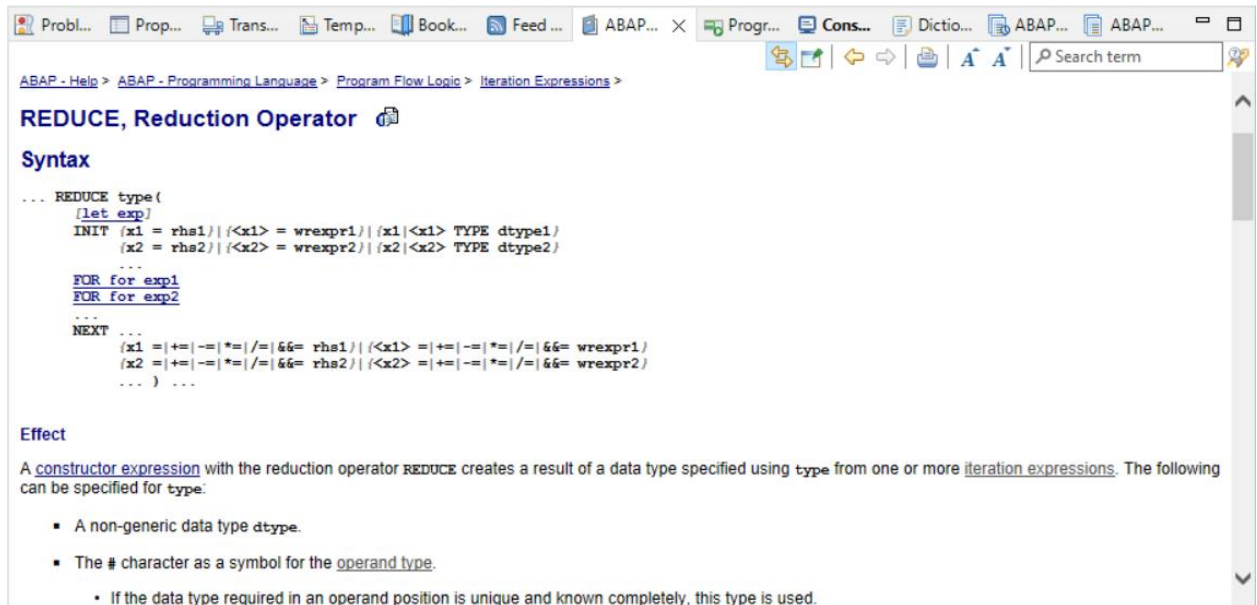 Probl... Prop... Trans... Temp... Book... Feed ... ABAP... Progr... Cons... Dictio... ABAP... ABAP...
A A Search term
ABAP - Help > ABAP - Programming Language > Program Flow Logic > Iteration Expressions >
REDUCE, Reduction Operator
Syntax
... REDUCE type(
[let exp]
INIT {x1 = rhs1}|{<x1> = wrexpr1}|{x1|<x1> TYPE dtype1}
{x2 = rhs2}|{<x2> = wrexpr2}|{x2|<x2> TYPE dtype2}
...
FOR for exp1
FOR for exp2
...
NEXT ...
{x1 =|+=|-=|*=|/=|&&= rhs1}|{<x1> =|+=|-=|*=|/=|&&= wrexpr1}
{x2 =|+=|-=|*=|/=|&&= rhs2}|{<x2> =|+=|-=|*=|/=|&&= wrexpr2}
... ) ...
Effect
A constructor expression with the reduction operator REDUCE creates a result of a data type specified using type from one or more iteration expressions. The following
can be specified for type:
▪ A non-generic data type dtype.
▪ The # character as a symbol for the operand type.
• If the data type required in an operand position is unique and known completely, this type is used.